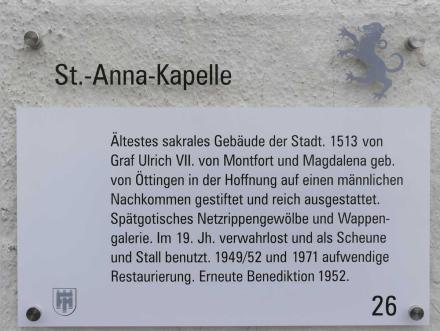 St.-Anna-Kapelle
Ältestes sakrales Gebäude der Stadt. 1513 von
Graf Ulrich VII. von Montfort und Magdalena geb.
von Öttingen in der Hoffnung auf einen männlichen
Nachkommen gestiftet und reich ausgestattet.
Spätgotisches Netzrippengewölbe und Wappen-
galerie. Im 19. Jh. verwahrlost und als Scheune
und Stall benutzt. 1949/52 und 1971 aufwendige
Restaurierung. Erneute Benediktion 1952.
26